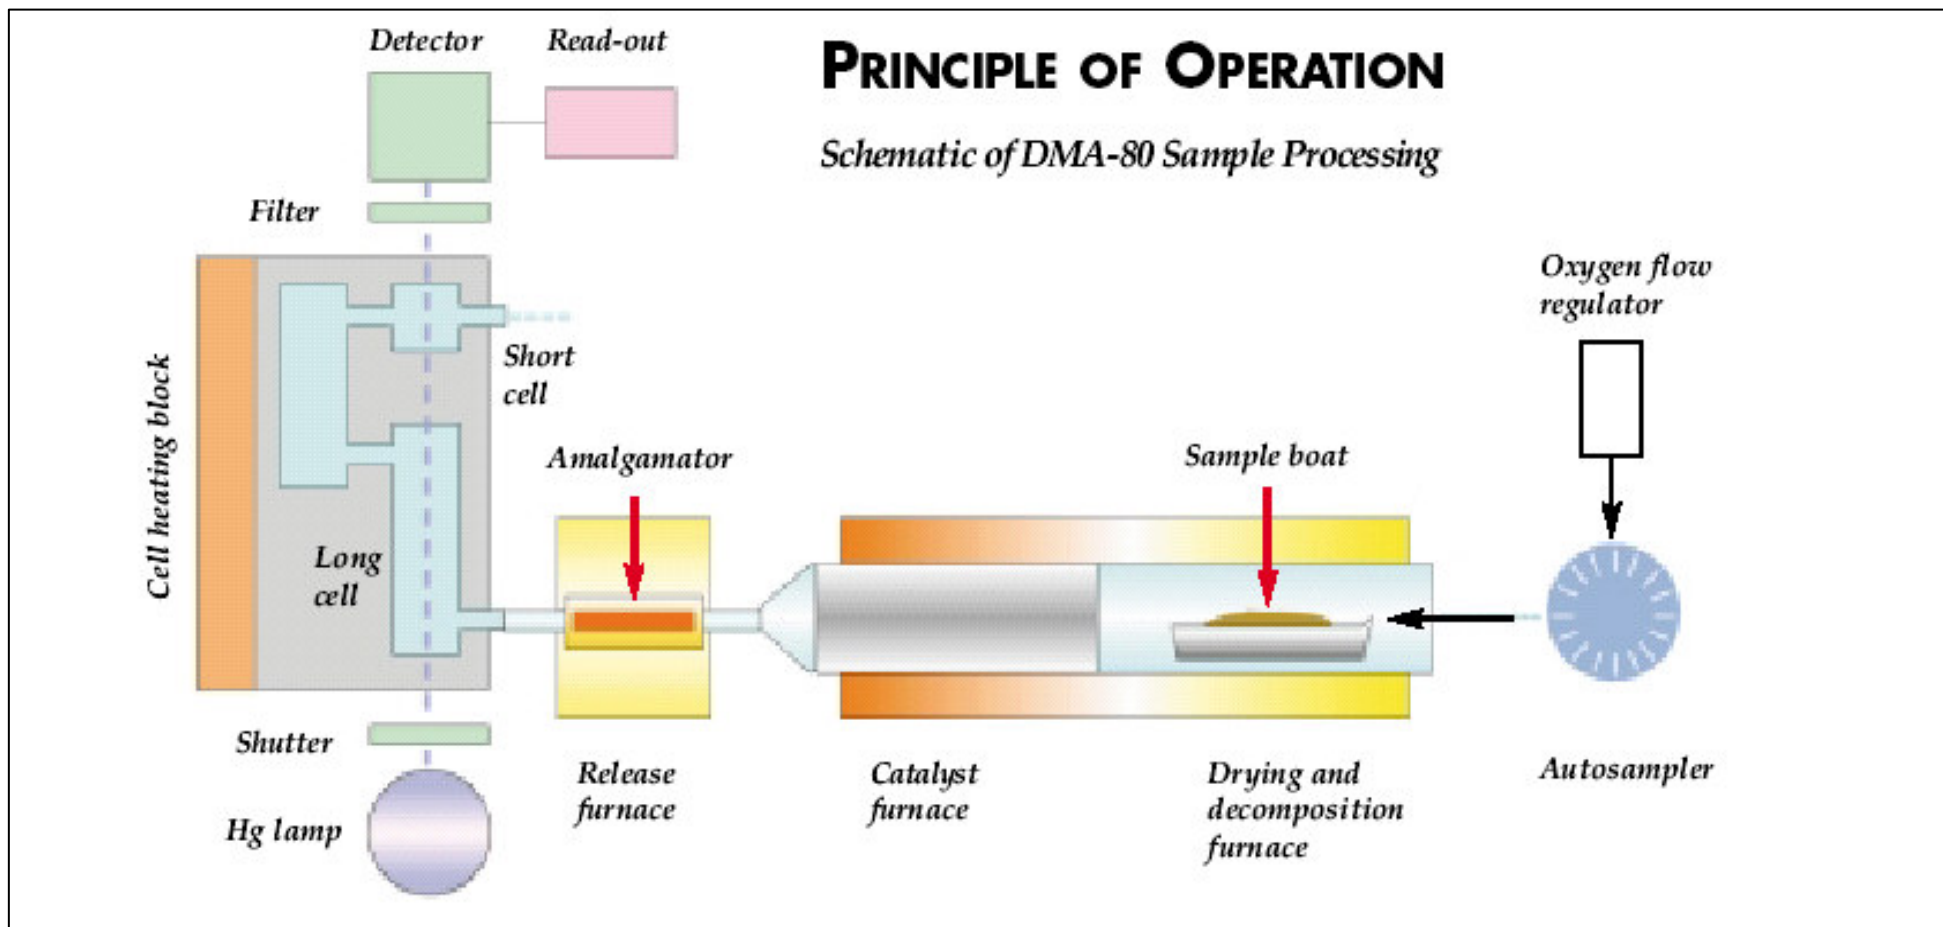 Detector
Read-out
PRINCIPLE OF OPERATION
Schematic of DMA-80 Sample Processing
Filter
Oxygen flow
regulator
Short
cell
Cell heating block
Amalgamator
Sample boat
Long
cell
Shutter
Release
furnace
Catalyst
furnace
Drying and
decomposition
furnace
Autosampler
Hg lamp